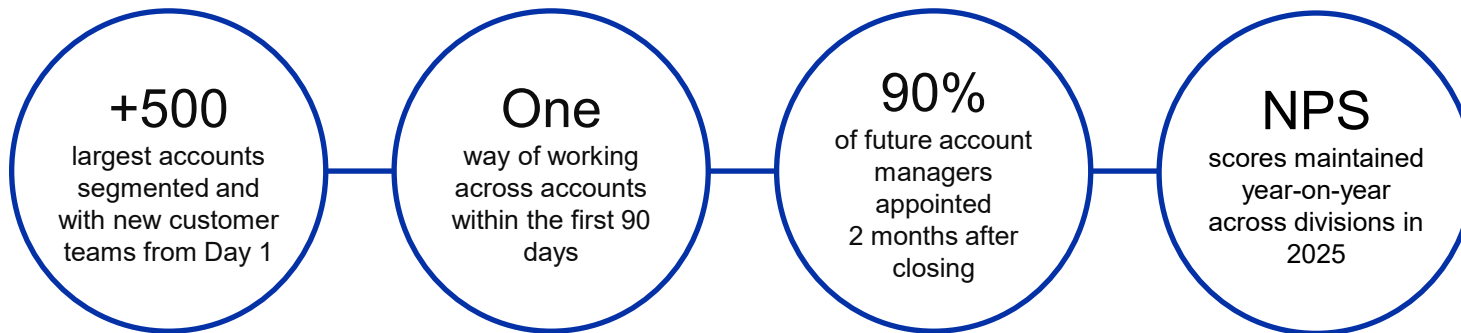 +500
largest accounts
segmented and
with new customer
teams from Day 1
One
way of working
across accounts
within the first 90
days
90%
of future account
managers
appointed
2 months after
closing
NPS
scores maintained
year-on-year
across divisions in
2025